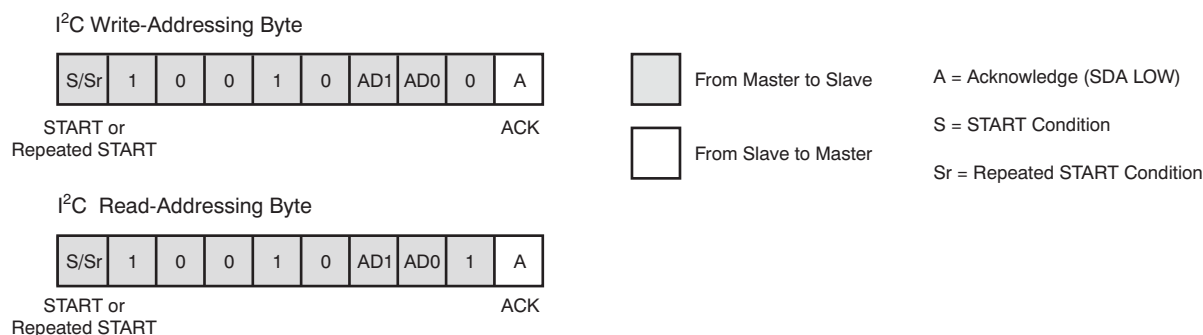 I²C Write-Addressing Byte
S/Sr 1 0 0 1 0 AD1 AD0 0 A
START or
Repeated START
ACK
From Master to Slave
From Slave to Master
A = Acknowledge (SDA LOW)
S = START Condition
Sr = Repeated START Condition
I²C Read-Addressing Byte
S/Sr 1 0 0 1 0 AD1 AD0 1 A
START or
Repeated START
ACK